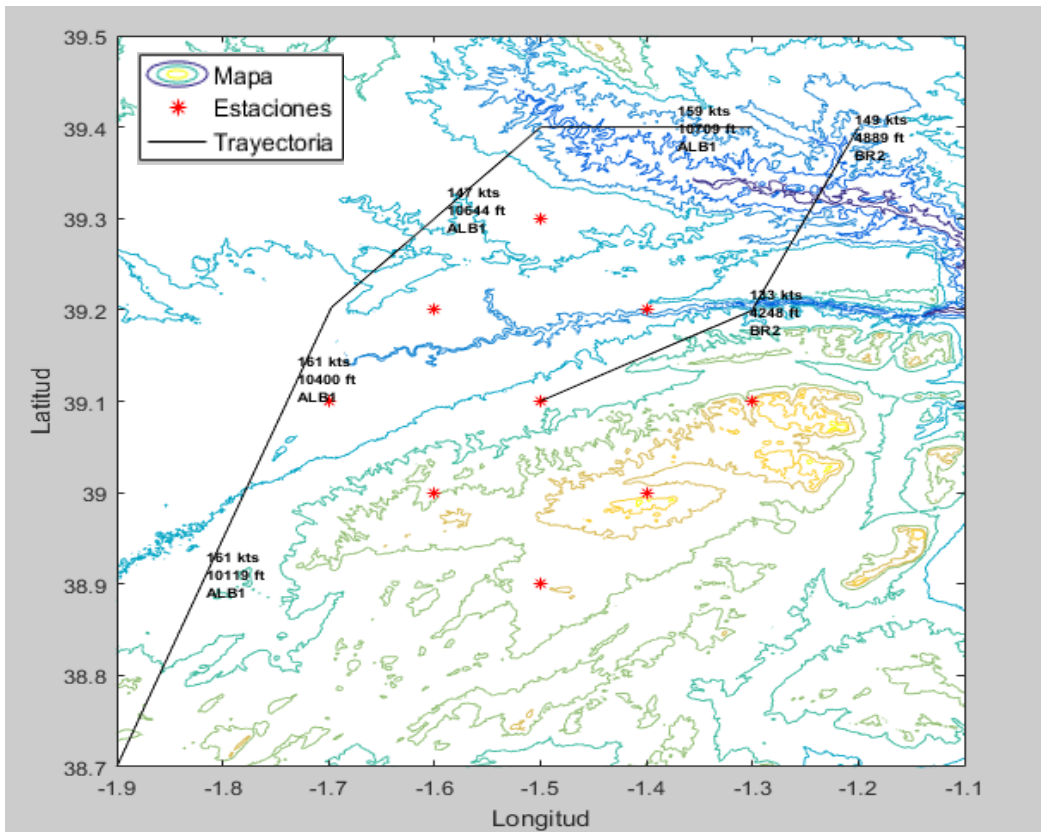 39.5
39.4
39.3
39.2
39.1
39
38.9
38.8
38.7
Latitud
Mapa
Estaciones
Trayectoria
159 kts
10709 ft
ALB1
149 kts
4889 ft
BR2
147 kts
10644 ft
ALB1
133 kts
4248 ft
BR2
161 kts
10400 ft
ALB1
161 kts
10119 ft
ALB1
-1.9 -1.8 -1.7 -1.6 -1.5 -1.4 -1.3 -1.2 -1.1
Longitud